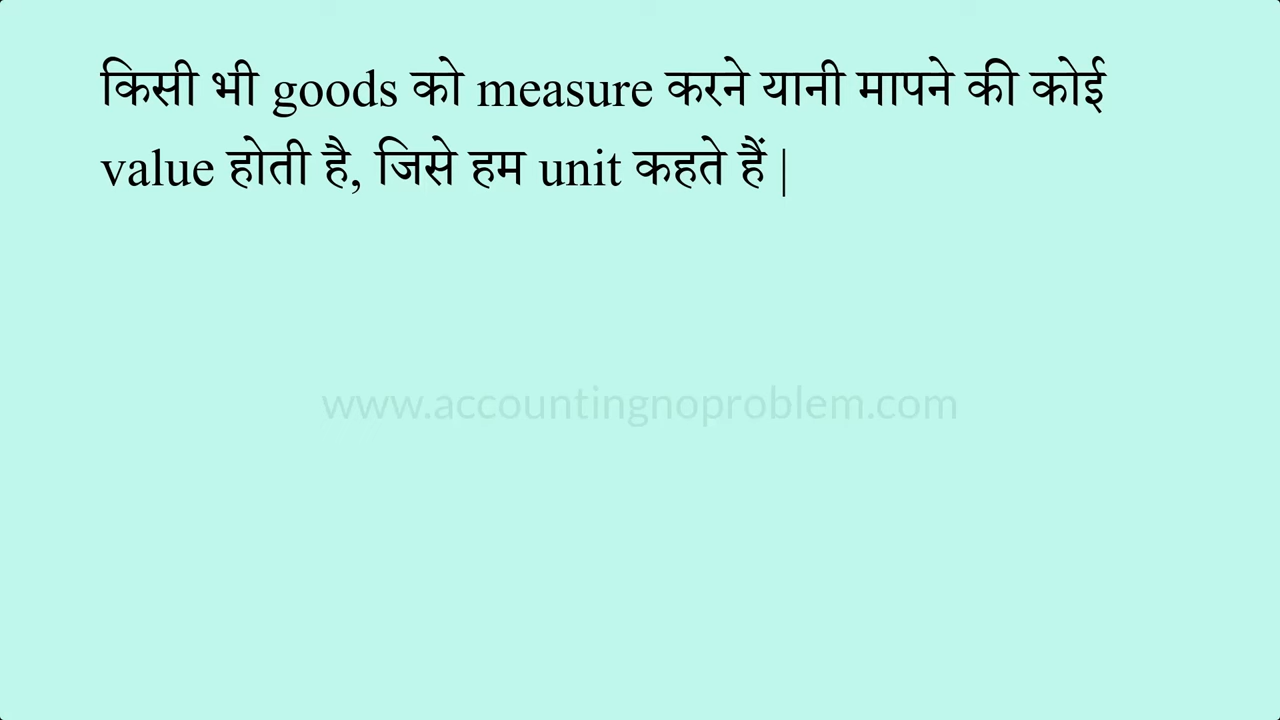 किसी भी goods को measure करने यानी मापने की कोई
value होती है, जिसे हम unit कहते हैं |
www.accountingnoproblem.com